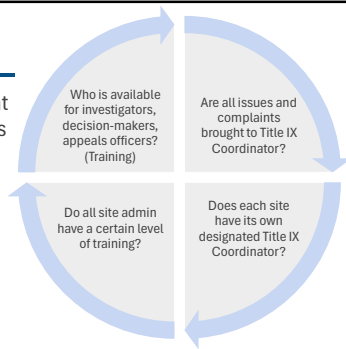 Who is available
for investigators,
decision-makers,
appeals officers?
(Training)
Are all issues and
complaints
brought to Title IX
Coordinator?
Do all site admin
have a certain level
of training?
Does each site
have its own
designated Title IX
Coordinator?